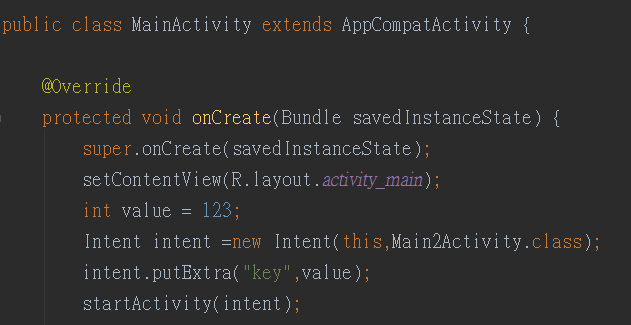 public class MainActivity extends AppCompatActivity {
@Override
protected void onCreate(Bundle savedInstanceState) {
super.onCreate(savedInstanceState);
setContentView(R.layout.activity_main);
int value = 123;
Intent intent =new Intent(this,Main2Activity.class);
intent.putExtra("key",value);
startActivity(intent);